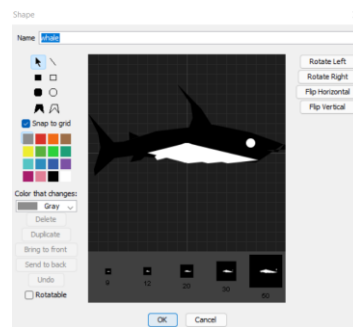 Shape
Name whale
Rotate Left
Rotate Right
Flip Horizontal
Flip Vertical
Snap to grid
Color that changes:
Gray
Delete
Duplicate
Bring to front
Send to back
Undo
Rotatable
9 12 20 30 60
OK Cancel